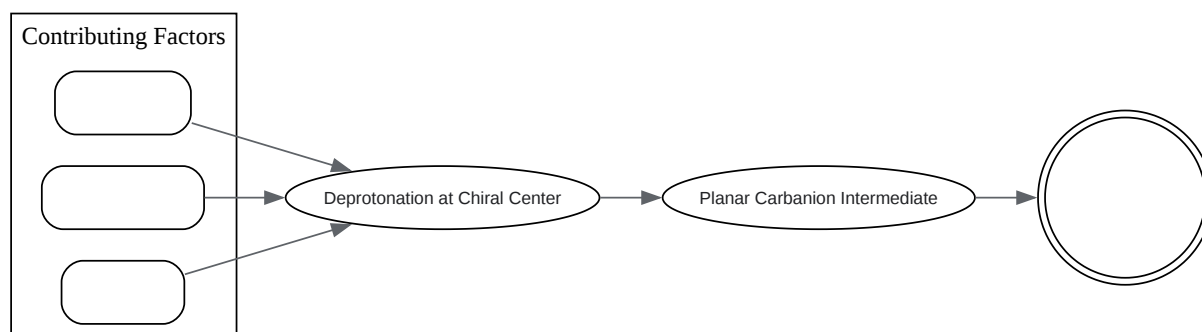 Contributing Factors
Deprotonation at Chiral Center
Planar Carbanion Intermediate